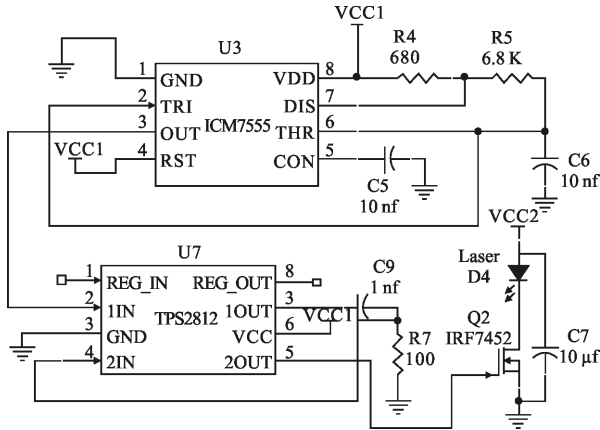 VCC1
U3
R4
680
R5
6.8 K
1
GND
VDD
8
2
TRI
DIS
7
3
OUT
ICM7555
THR
6
VCC1
4
RST
CON
5
C5
10 nf
C6
10 nf
VCC2
U7
Laser
D4
1
REG_IN
REG_OUT
8
C9
1 nf
2
1IN
TPS2812
1OUT
3
VCC1
3
GND
VCC
6
R7
100
Q2
IRF7452
C7
10 μf
4
2IN
2OUT
5